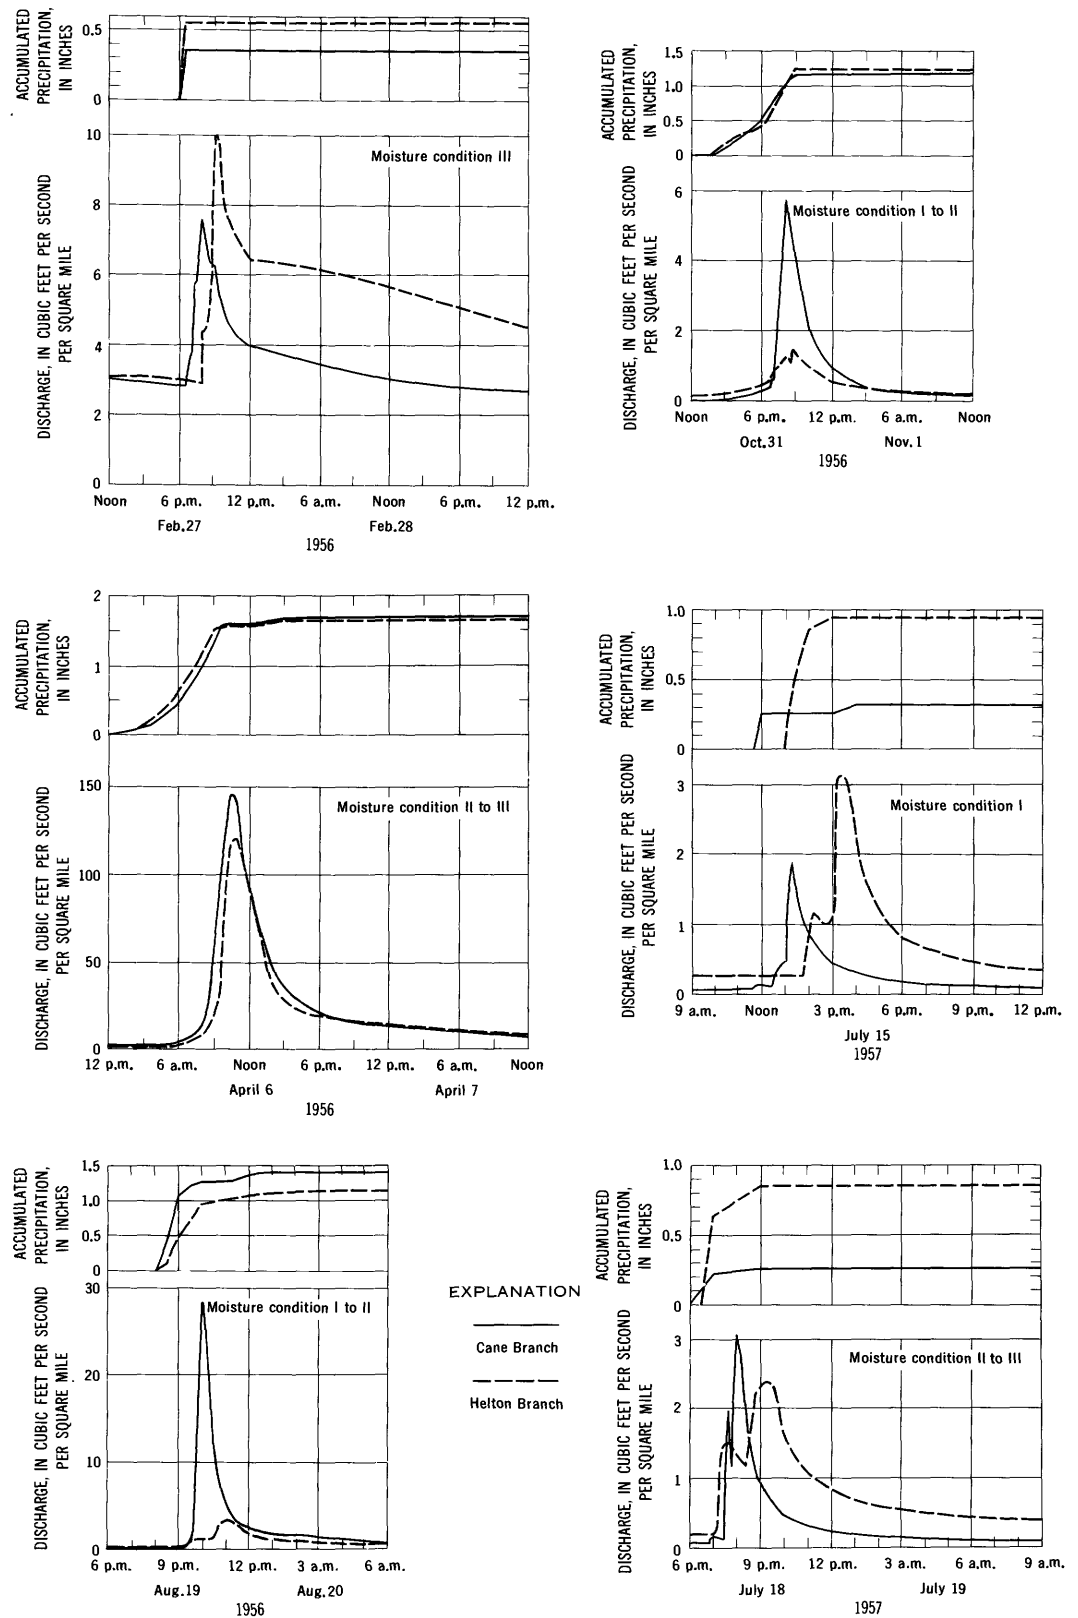 ACCUMULATED
PRECIPITATION,
IN INCHES
0.5
0
DISCHARGE, IN CUBIC FEET PER SECOND
PER SQUARE MILE
10
8
6
4
2
0
Moisture condition III
Noon 6 p.m. 12 p.m. 6 a.m. Noon 6 p.m. 12 p.m.
Feb.27 Feb.28
1956
ACCUMULATED
PRECIPITATION,
IN INCHES
1.5
1.0
0.5
0
DISCHARGE, IN CUBIC FEET PER SECOND
PER SQUARE MILE
6
4
2
0
Moisture condition I to II
Noon 6 p.m. 12 p.m. 6 a.m. Noon
Oct.31 Nov.1
1956
ACCUMULATED
PRECIPITATION,
IN INCHES
2
1
0
DISCHARGE, IN CUBIC FEET PER SECOND
PER SQUARE MILE
150
100
50
0
Moisture condition II to III
12 p.m. 6 a.m. Noon 6 p.m. 12 p.m. 6 a.m. Noon
April 6 April 7
1956
ACCUMULATED
PRECIPITATION,
IN INCHES
1.0
0.5
0
DISCHARGE, IN CUBIC FEET PER SECOND
PER SQUARE MILE
3
2
1
0
Moisture condition I
9 a.m. Noon 3 p.m. 6 p.m. 9 p.m. 12 p.m.
July 15
1957
ACCUMULATED
PRECIPITATION,
IN INCHES
1.5
1.0
0.5
0
DISCHARGE, IN CUBIC FEET PER SECOND
PER SQUARE MILE
30
20
10
0
Moisture condition I to II
6 p.m. 9 p.m. 12 p.m. 3 a.m. 6 a.m.
Aug.19 Aug.20
1956
EXPLANATION
Cane Branch
Helton Branch
ACCUMULATED
PRECIPITATION,
IN INCHES
1.0
0.5
0
DISCHARGE, IN CUBIC FEET PER SECOND
PER SQUARE MILE
3
2
1
0
Moisture condition II to III
6 p.m. 9 p.m. 12 p.m. 3 a.m. 6 a.m. 9 a.m.
July 18 July 19
1957